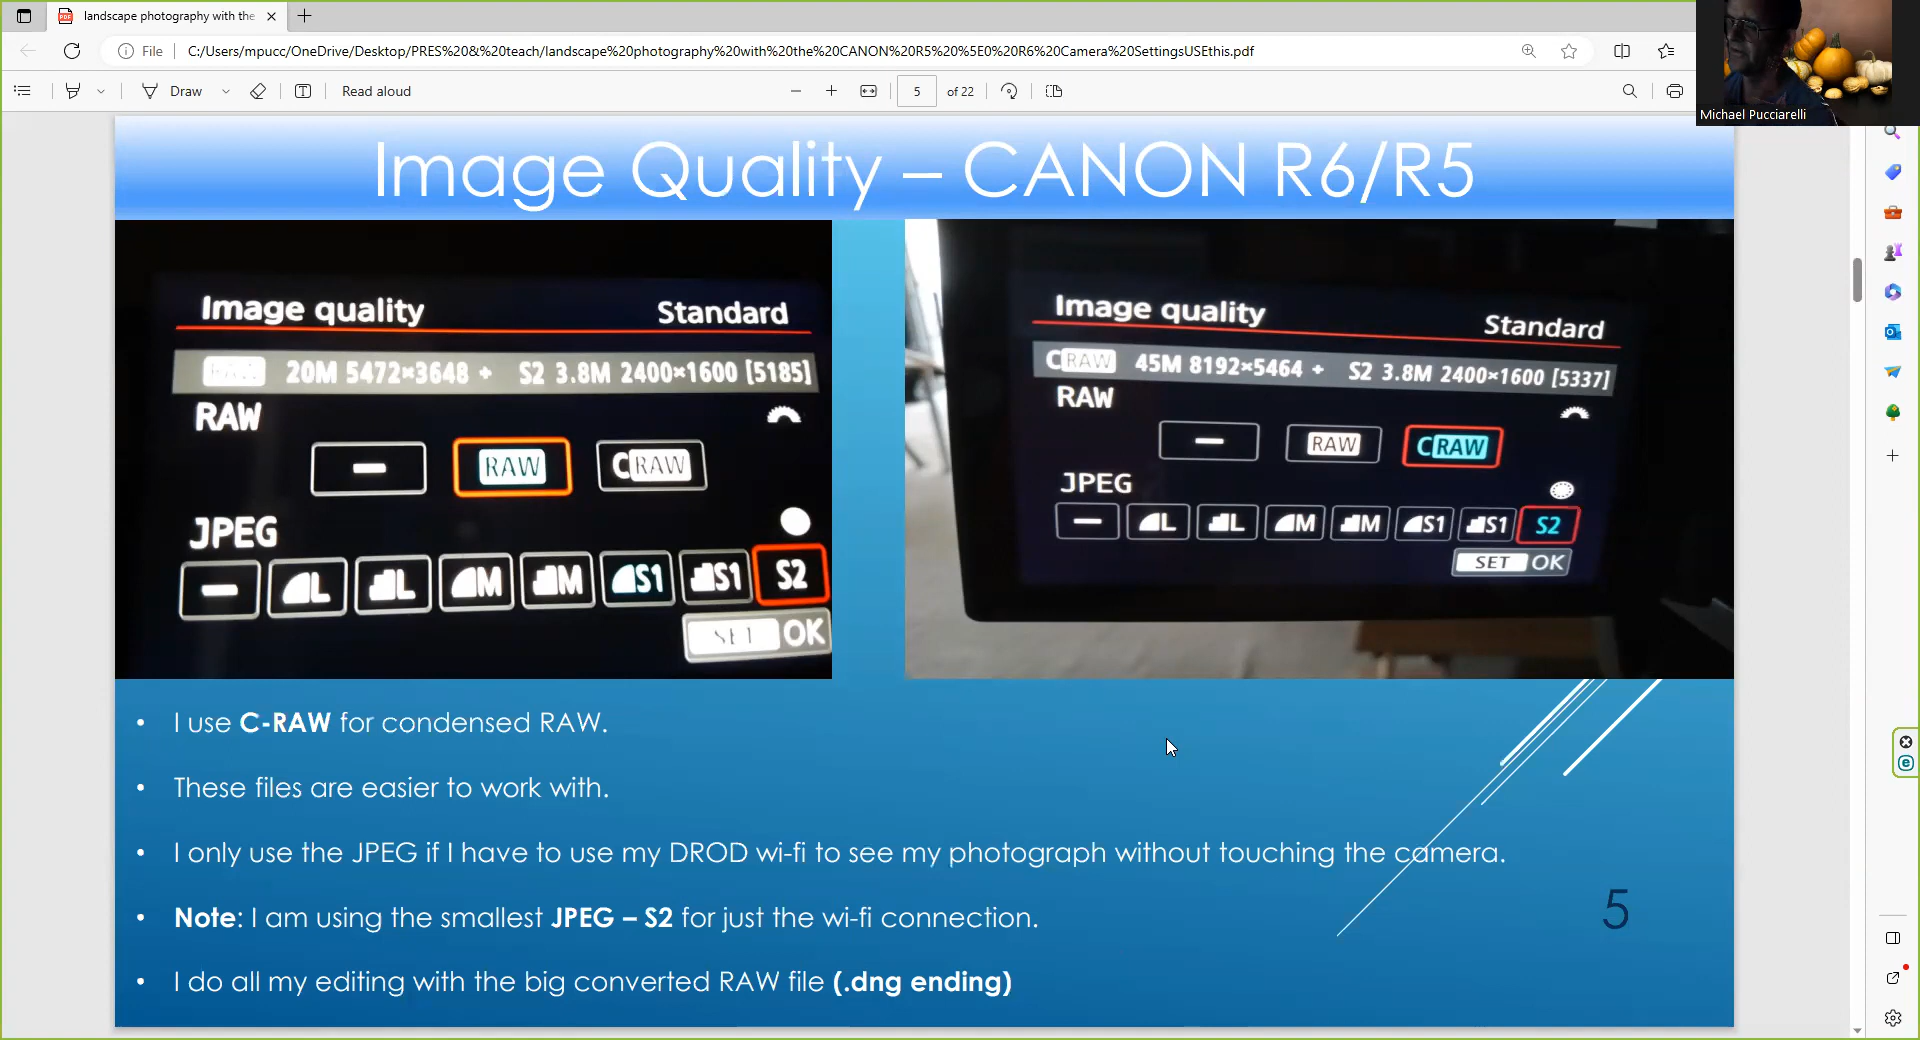 landscape photography with the
File
C:/Users/mpucc/OneDrive/Desktop/PRES%20&%20teach/landscape%20photography%20with%20the%20CANON%20R5%20%5E0%20R6%20Camera%20SettingsUSEthis.pdf
Draw
Read aloud
5
of 22
Michael Pucciarelli
Image Quality – CANON R6/R5
Image quality Standard
RAW 20M 5472×3648 + S2 3.8M 2400×1600 [5185]
RAW
RAW CRAW
JPEG
L L M M S1 S1 S2
SET OK
Image quality Standard
CRAW 45M 8192×5464 + S2 3.8M 2400×1600 [5337]
RAW
RAW CRAW
JPEG
L L M M S1 S1 S2
SET OK
• I use C-RAW for condensed RAW.
• These files are easier to work with.
• I only use the JPEG if I have to use my DROD wi-fi to see my photograph without touching the camera.
• Note: I am using the smallest JPEG – S2 for just the wi-fi connection.
• I do all my editing with the big converted RAW file (.dng ending)
5